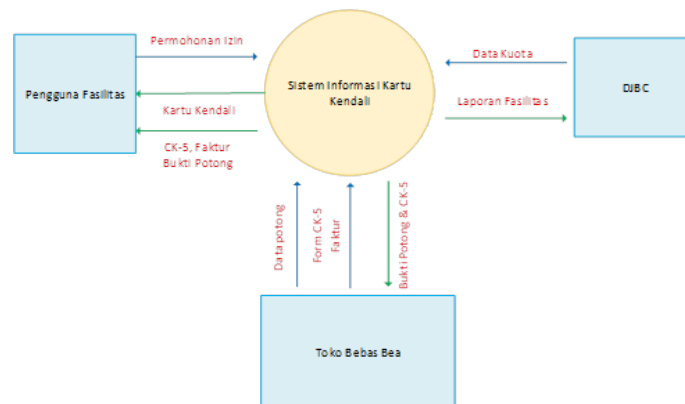 Permohonan Izin
Pengguna Fasilitas
Kartu Kendali
CK-5, Faktur
Bukti Potong
Sistem Informasi Kartu
Kendali
Data Kuota
DJBC
Laporan Fasilitas
Data potong
Form CK-5
Faktur
Bukti Potong & CK-5
Toko Bebas Bea